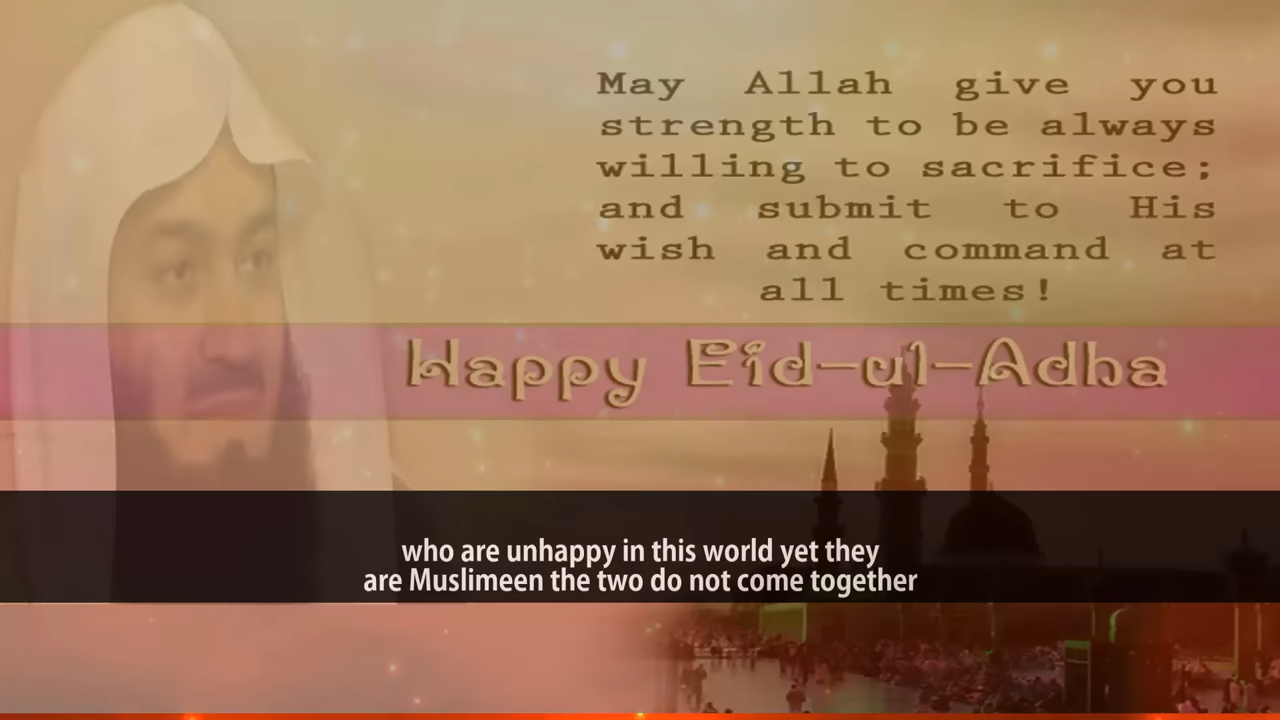 May Allah give you
strength to be always
willing to sacrifice;
and submit to His
wish and command at
all times!
Happy Eid-ul-Adha
who are unhappy in this world yet they
are Muslimeen the two do not come together